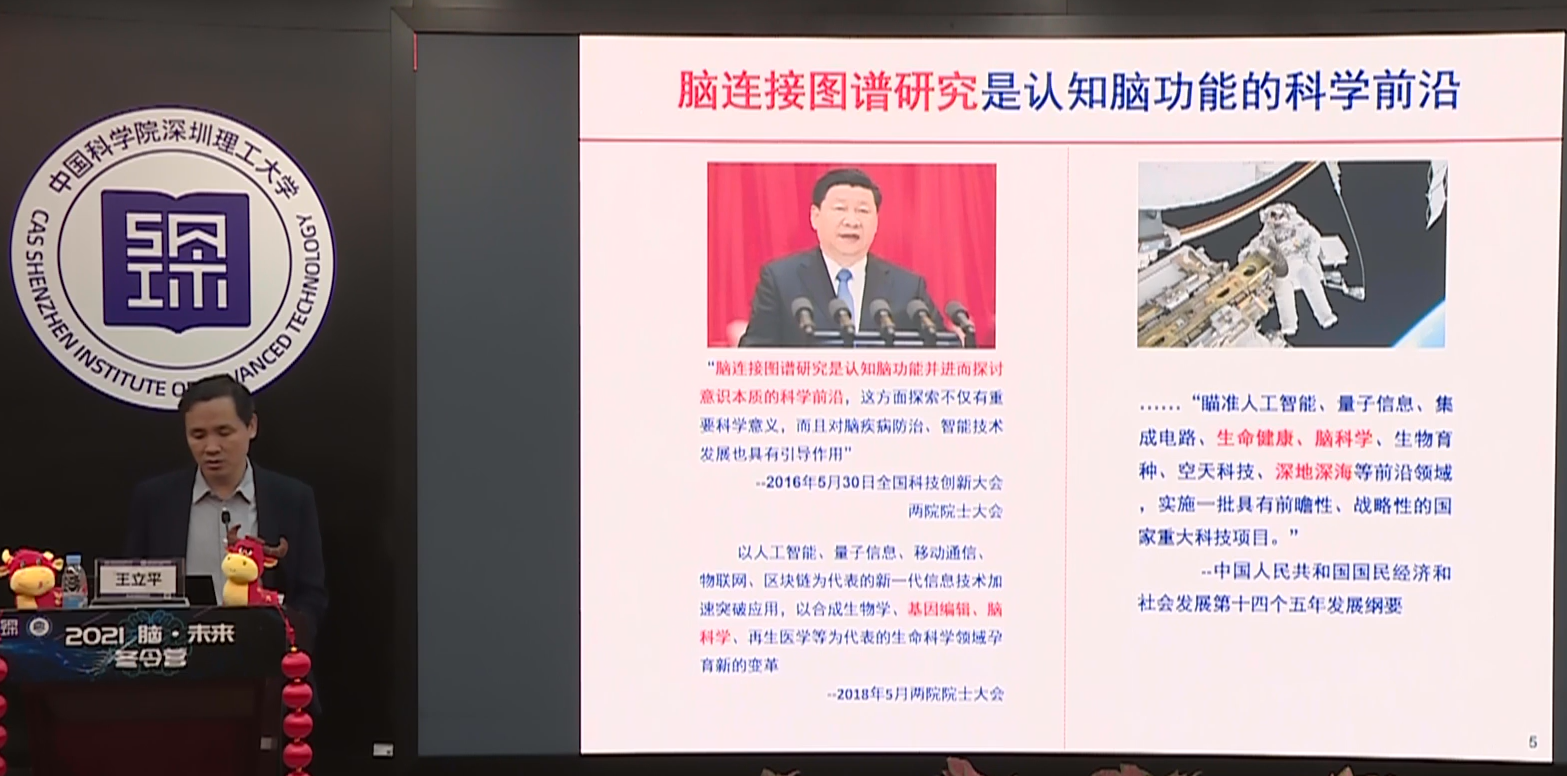 中国科学院深圳理工大学
CAS SHENZHEN INSTITUTE OF ADVANCED TECHNOLOGY
王立平
2021 脑·未来
冬令营
脑连接图谱研究是认知脑功能的科学前沿
“脑连接图谱研究是认知脑功能并进而探讨
意识本质的科学前沿，这方面探索不仅有重
要科学意义，而且对脑疾病防治、智能技术
发展也具有引导作用”
--2016年5月30日全国科技创新大会
两院院士大会
以人工智能、量子信息、移动通信、
物联网、区块链为代表的新一代信息技术加
速突破应用，以合成生物学、基因编辑、脑
科学、再生医学等为代表的生命科学领域孕
育新的变革
--2018年5月两院院士大会
……“瞄准人工智能、量子信息、集
成电路、生命健康、脑科学、生物育
种、空天科技、深地深海等前沿领域
，实施一批具有前瞻性、战略性的国
家重大科技项目。”
--中国人民共和国国民经济和
社会发展第十四个五年发展纲要
5